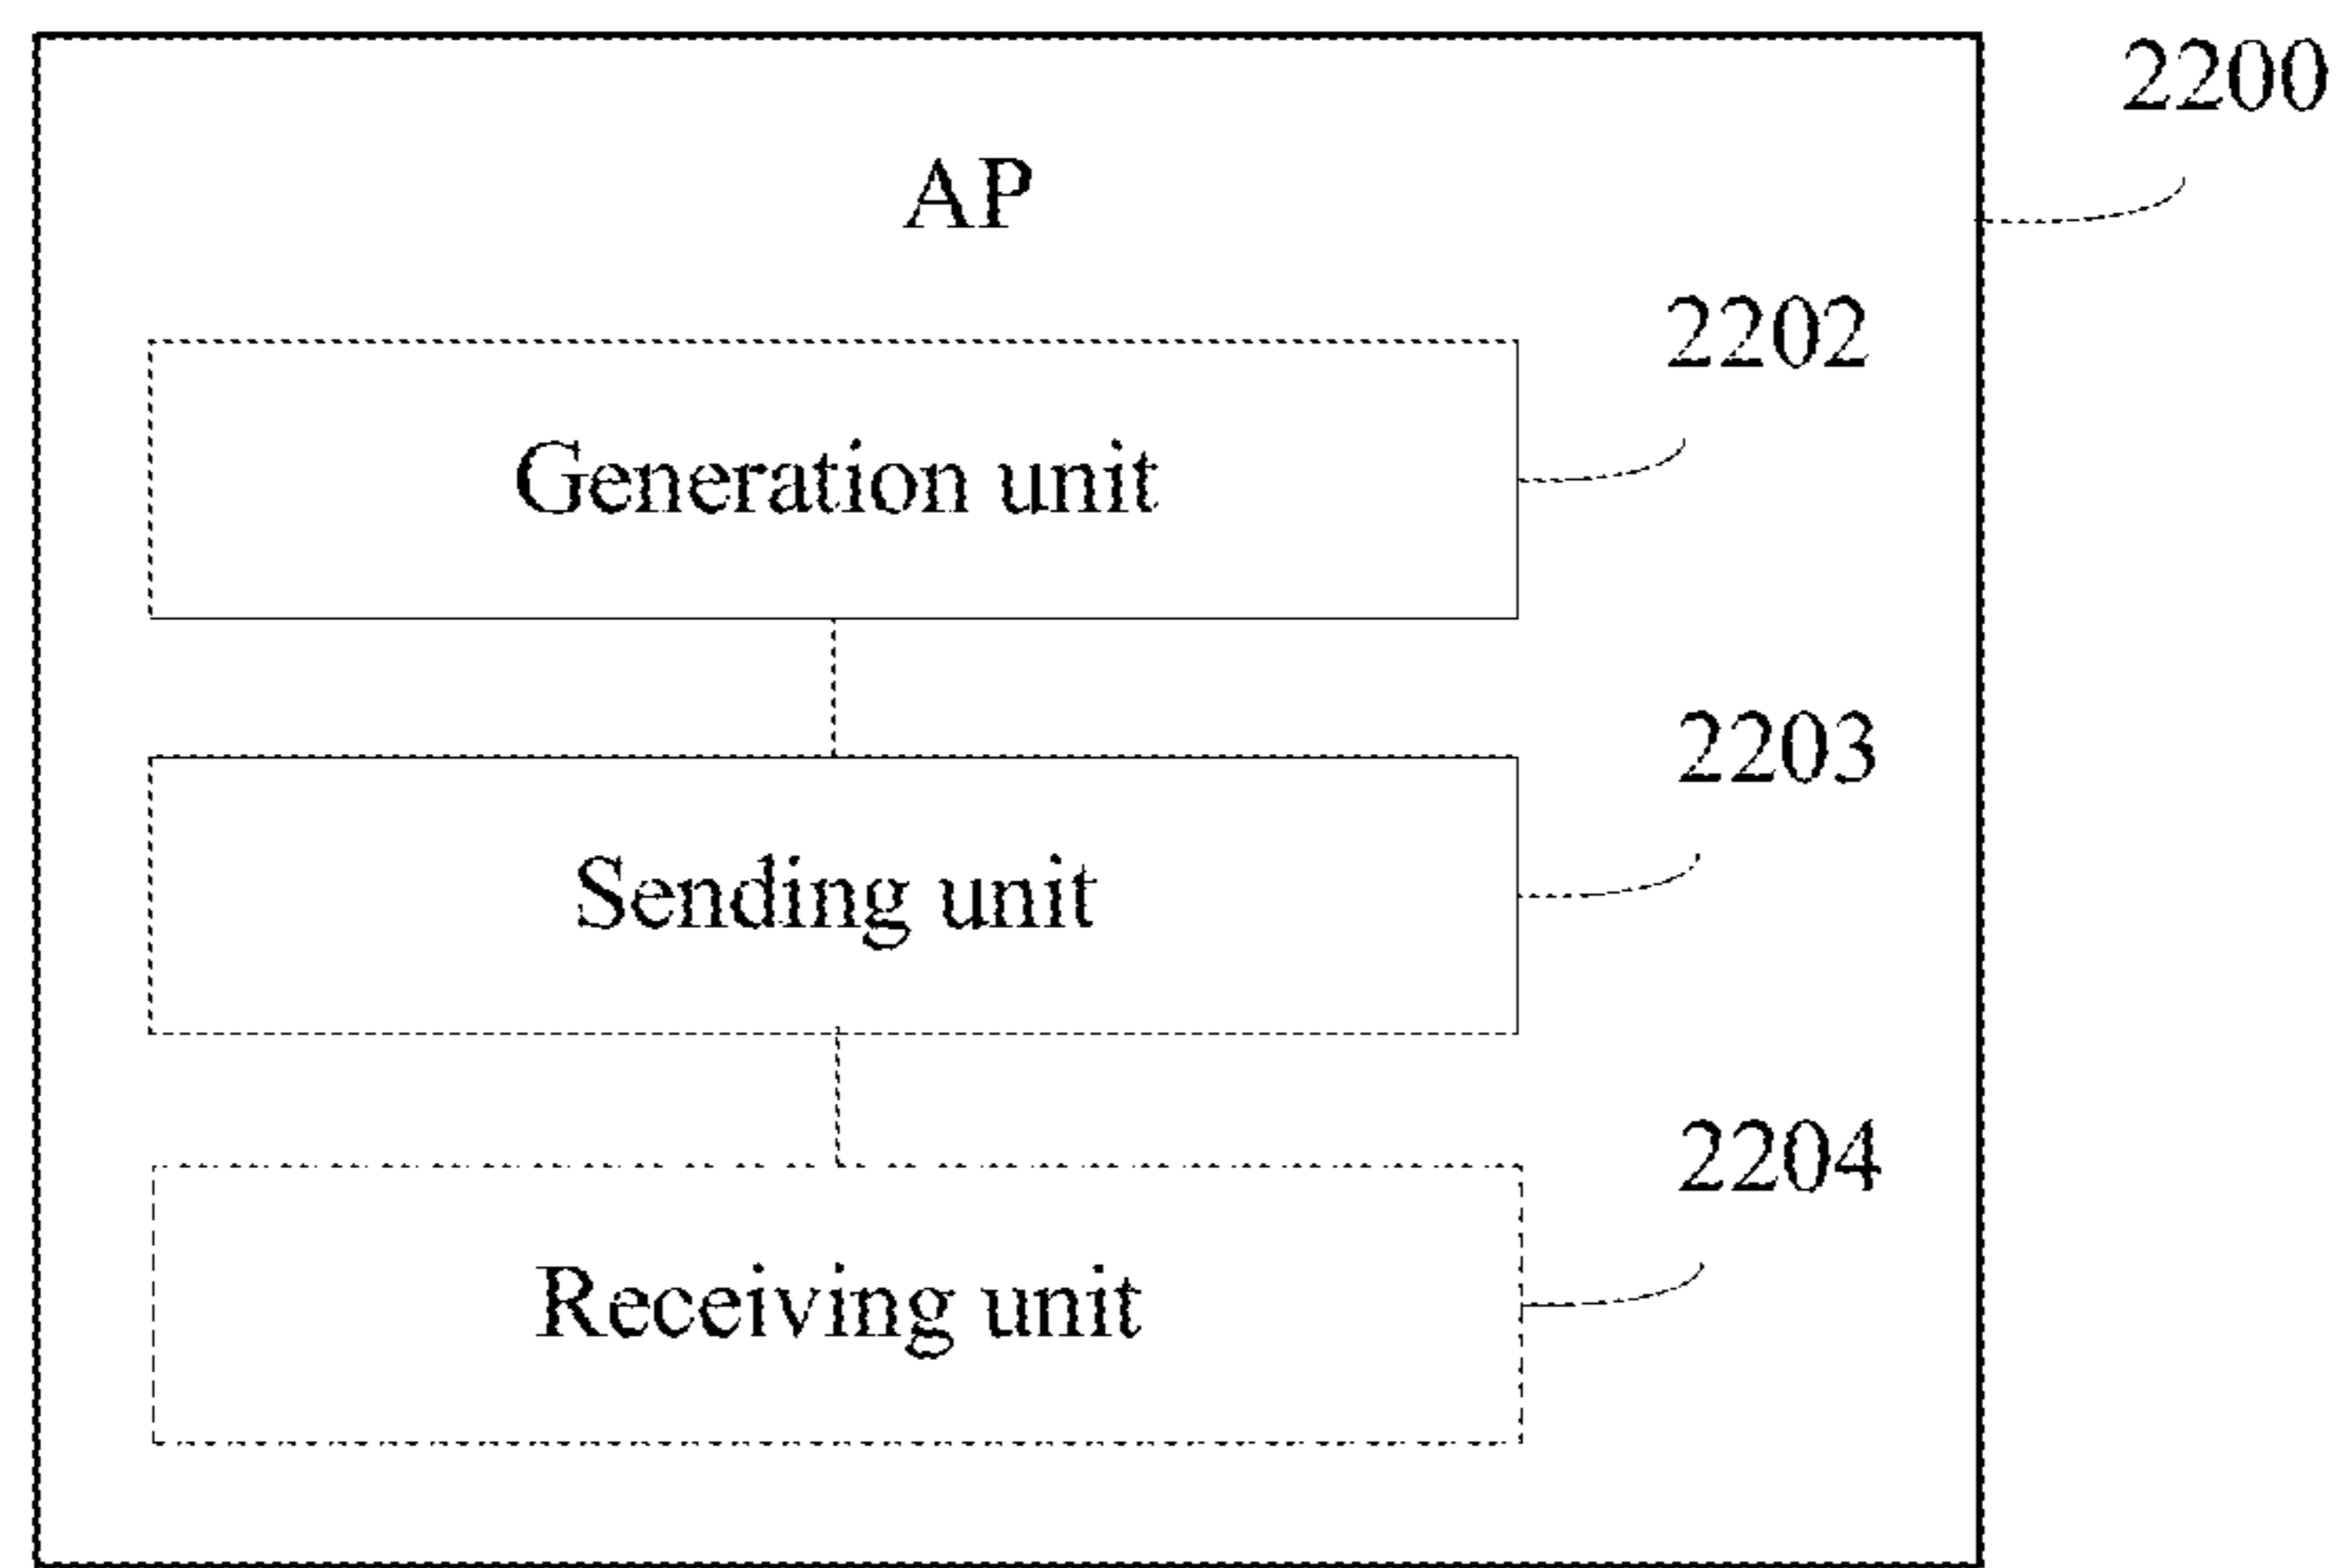 2200
AP
2202
Generation unit
2203
Sending unit
2204
Receiving unit